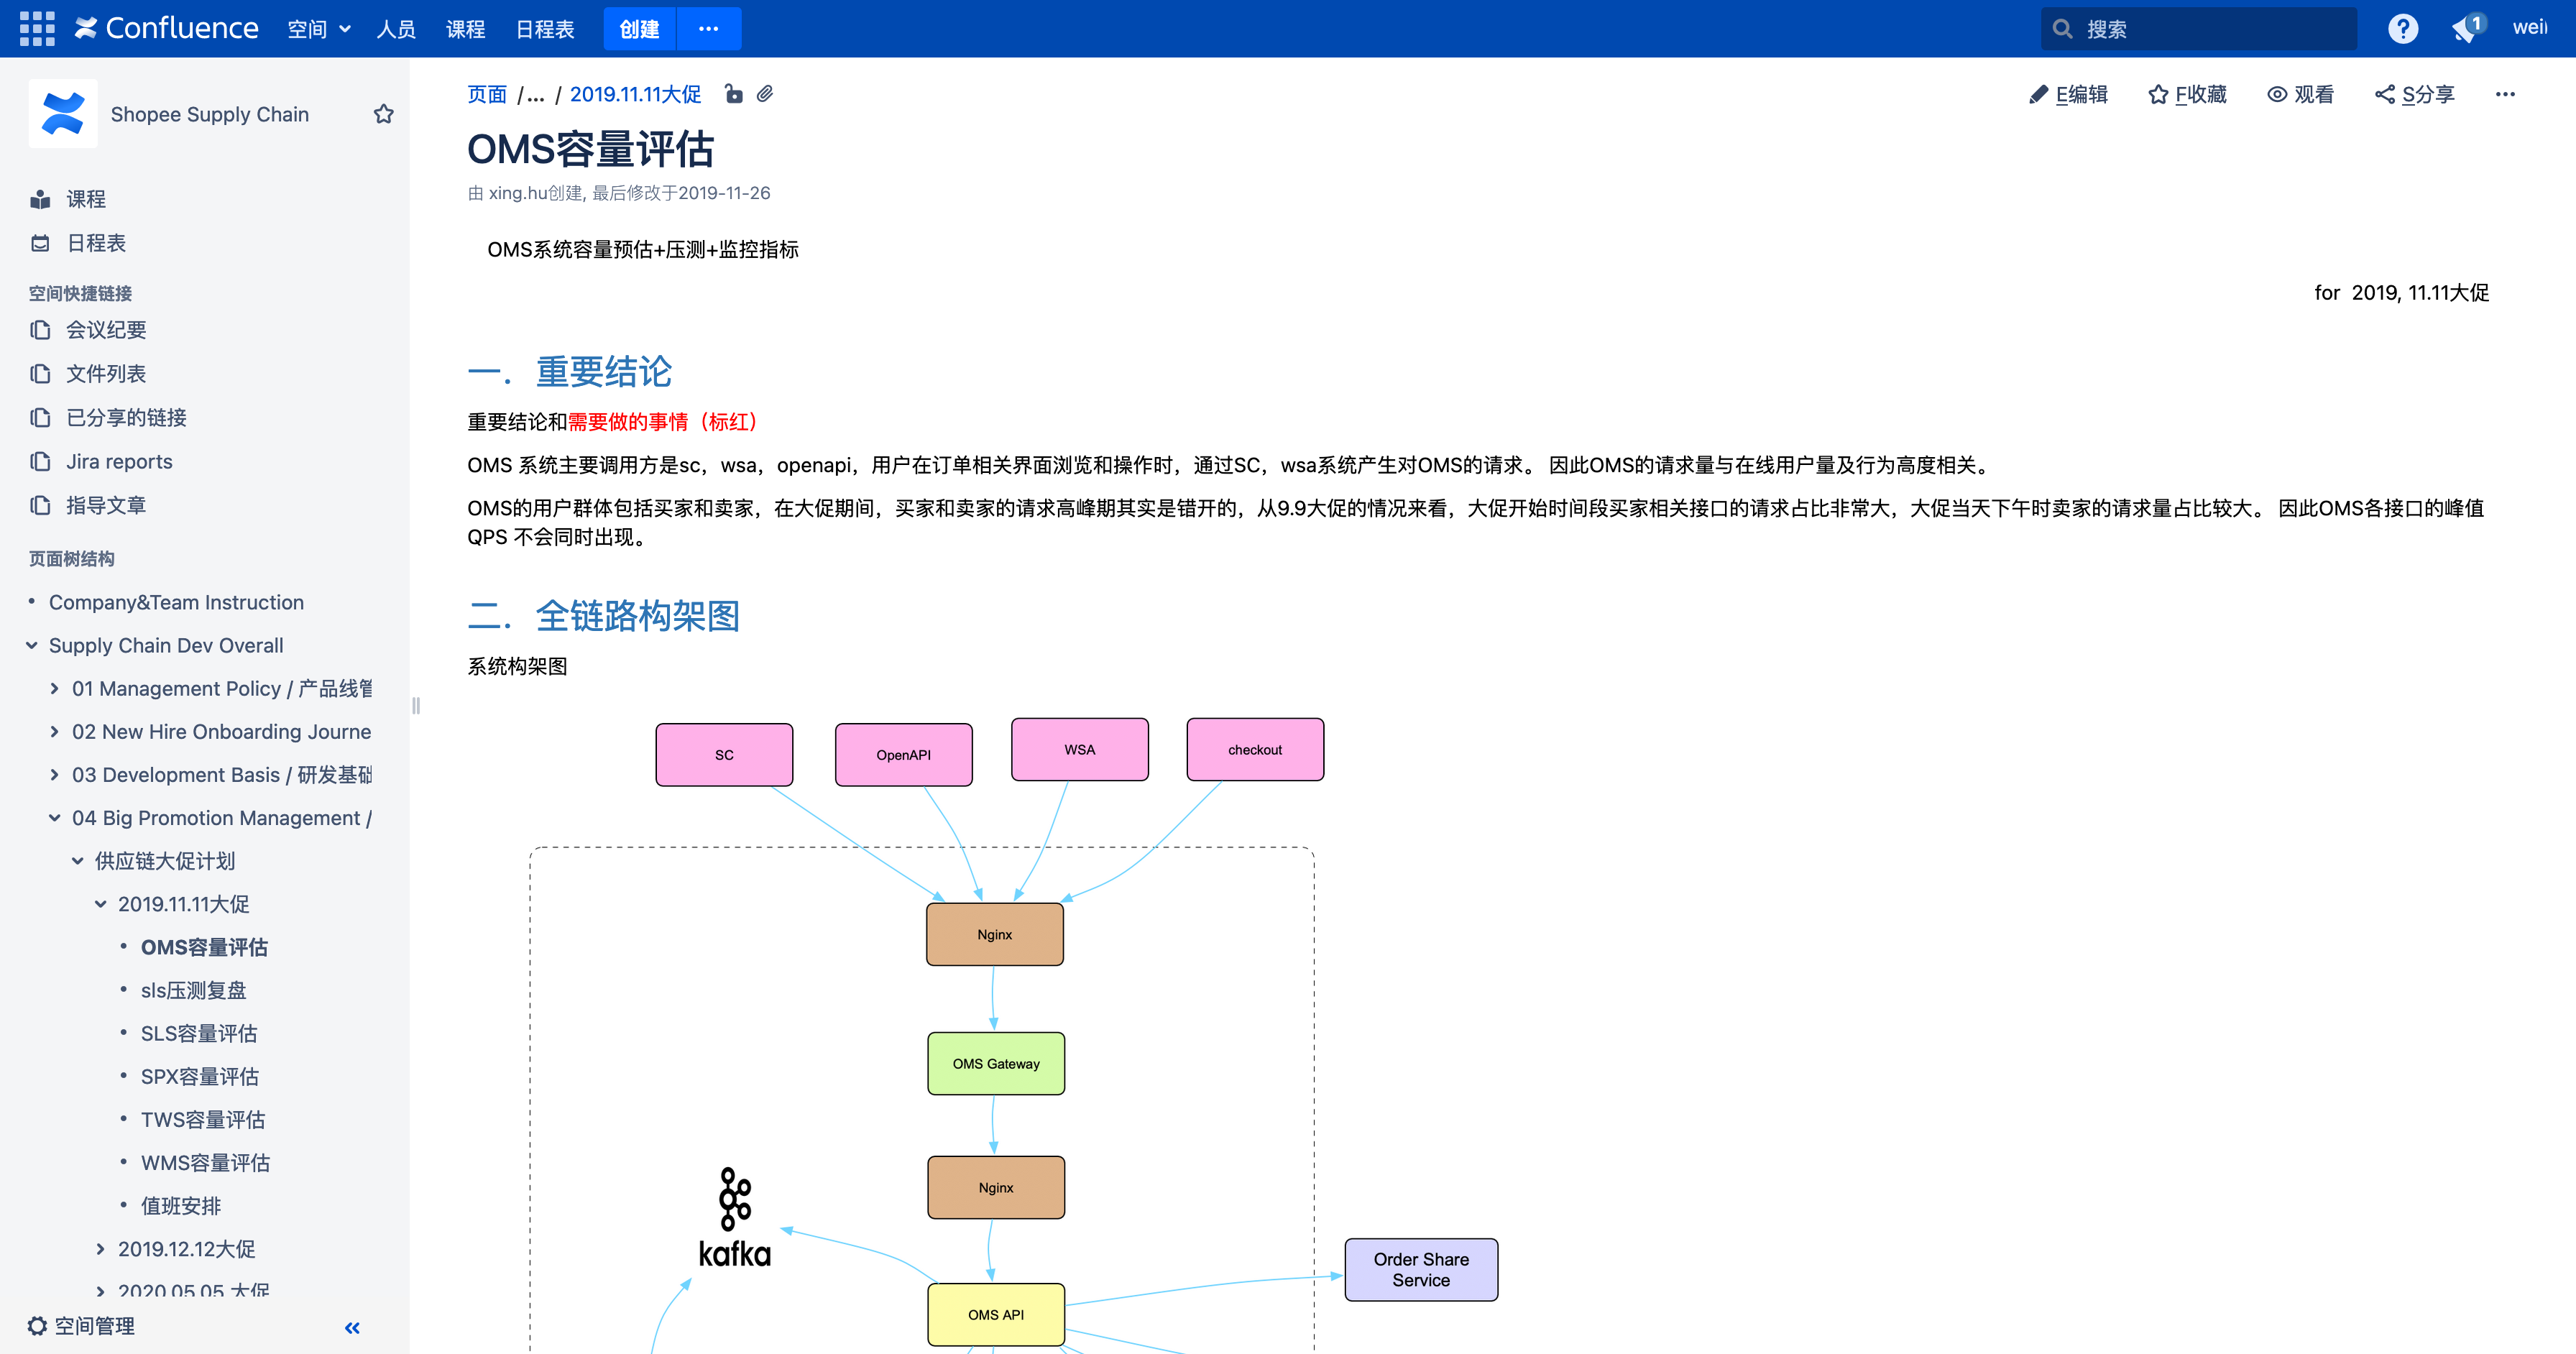 Confluence 空间 人员 课程 日程表 创建 ··· 搜索 ? 1
Shopee Supply Chain
课程
日程表
空间快捷链接
会议纪要
文件列表
已分享的链接
Jira reports
指导文章
页面树结构
Company&Team Instruction
Supply Chain Dev Overall
01 Management Policy / 产品线管
02 New Hire Onboarding Journe
03 Development Basis / 研发基础
04 Big Promotion Management /
供应链大促计划
2019.11.11大促
OMS容量评估
sls压测复盘
SLS容量评估
SPX容量评估
TWS容量评估
WMS容量评估
值班安排
2019.12.12大促
2020.05.05 大促
空间管理
页面 /... / 2019.11.11大促
E编辑 F收藏 观看 S分享 ···
OMS容量评估
由 xing.hu创建, 最后修改于2019-11-26
OMS系统容量预估+压测+监控指标
for 2019, 11.11大促
一. 重要结论
重要结论和需要做的事情（标红）
OMS 系统主要调用方是sc，wsa，openapi，用户在订单相关界面浏览和操作时，通过SC，wsa系统产生对OMS的请求。 因此OMS的请求量与在线用户量及行为高度相关。
OMS的用户群体包括买家和卖家，在大促期间，买家和卖家的请求高峰期其实是错开的，从9.9大促的情况来看，大促开始时间段买家相关接口的请求占比非常大，大促当天下午时卖家的请求量占比较大。 因此OMS各接口的峰值
QPS 不会同时出现。
二. 全链路构架图
系统构架图
SC
OpenAPI
WSA
checkout
Nginx
OMS Gateway
Nginx
kafka
Order Share
Service
OMS API